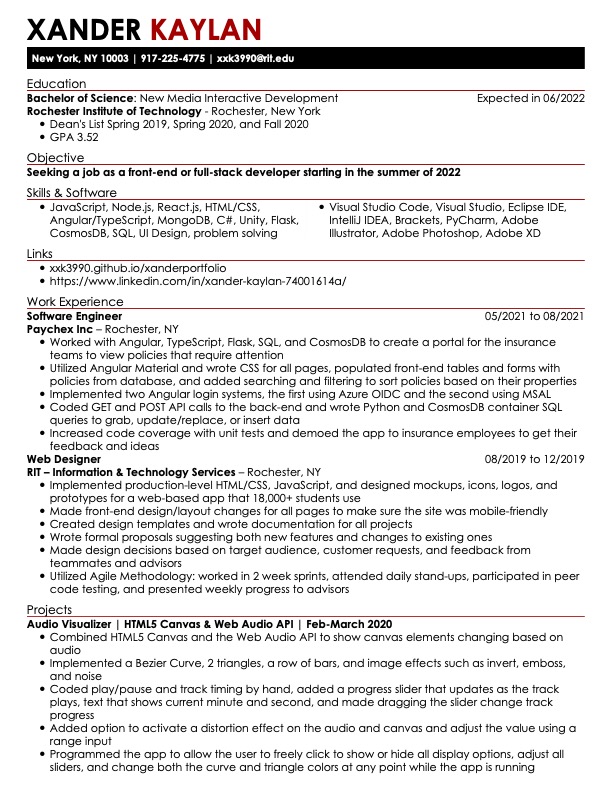 XANDER KAYLAN
New York, NY 10003 | 917-225-4775 | xxk3990@rit.edu
Education
Bachelor of Science: New Media Interactive Development Expected in 06/2022
Rochester Institute of Technology - Rochester, New York
• Dean's List Spring 2019, Spring 2020, and Fall 2020
• GPA 3.52
Objective
Seeking a job as a front-end or full-stack developer starting in the summer of 2022
Skills & Software
• JavaScript, Node.js, React.js, HTML/CSS,
Angular/TypeScript, MongoDB, C#, Unity, Flask,
CosmosDB, SQL, UI Design, problem solving
• Visual Studio Code, Visual Studio, Eclipse IDE,
IntelliJ IDEA, Brackets, PyCharm, Adobe
Illustrator, Adobe Photoshop, Adobe XD
Links
• xxk3990.github.io/xanderportfolio
• https://www.linkedin.com/in/xander-kaylan-74001614a/
Work Experience
Software Engineer 05/2021 to 08/2021
Paychex Inc – Rochester, NY
• Worked with Angular, TypeScript, Flask, SQL, and CosmosDB to create a portal for the insurance
teams to view policies that require attention
• Utilized Angular Material and wrote CSS for all pages, populated front-end tables and forms with
policies from database, and added searching and filtering to sort policies based on their properties
• Implemented two Angular login systems, the first using Azure OIDC and the second using MSAL
• Coded GET and POST API calls to the back-end and wrote Python and CosmosDB container SQL
queries to grab, update/replace, or insert data
• Increased code coverage with unit tests and demoed the app to insurance employees to get their
feedback and ideas
Web Designer 08/2019 to 12/2019
RIT – Information & Technology Services – Rochester, NY
• Implemented production-level HTML/CSS, JavaScript, and designed mockups, icons, logos, and
prototypes for a web-based app that 18,000+ students use
• Made front-end design/layout changes for all pages to make sure the site was mobile-friendly
• Created design templates and wrote documentation for all projects
• Wrote formal proposals suggesting both new features and changes to existing ones
• Made design decisions based on target audience, customer requests, and feedback from
teammates and advisors
• Utilized Agile Methodology: worked in 2 week sprints, attended daily stand-ups, participated in peer
code testing, and presented weekly progress to advisors
Projects
Audio Visualizer | HTML5 Canvas & Web Audio API | Feb-March 2020
• Combined HTML5 Canvas and the Web Audio API to show canvas elements changing based on
audio
• Implemented a Bezier Curve, 2 triangles, a row of bars, and image effects such as invert, emboss,
and noise
• Coded play/pause and track timing by hand, added a progress slider that updates as the track
plays, text that shows current minute and second, and made dragging the slider change track
progress
• Added option to activate a distortion effect on the audio and canvas and adjust the value using a
range input
• Programmed the app to allow the user to freely click to show or hide all display options, adjust all
sliders, and change both the curve and triangle colors at any point while the app is running